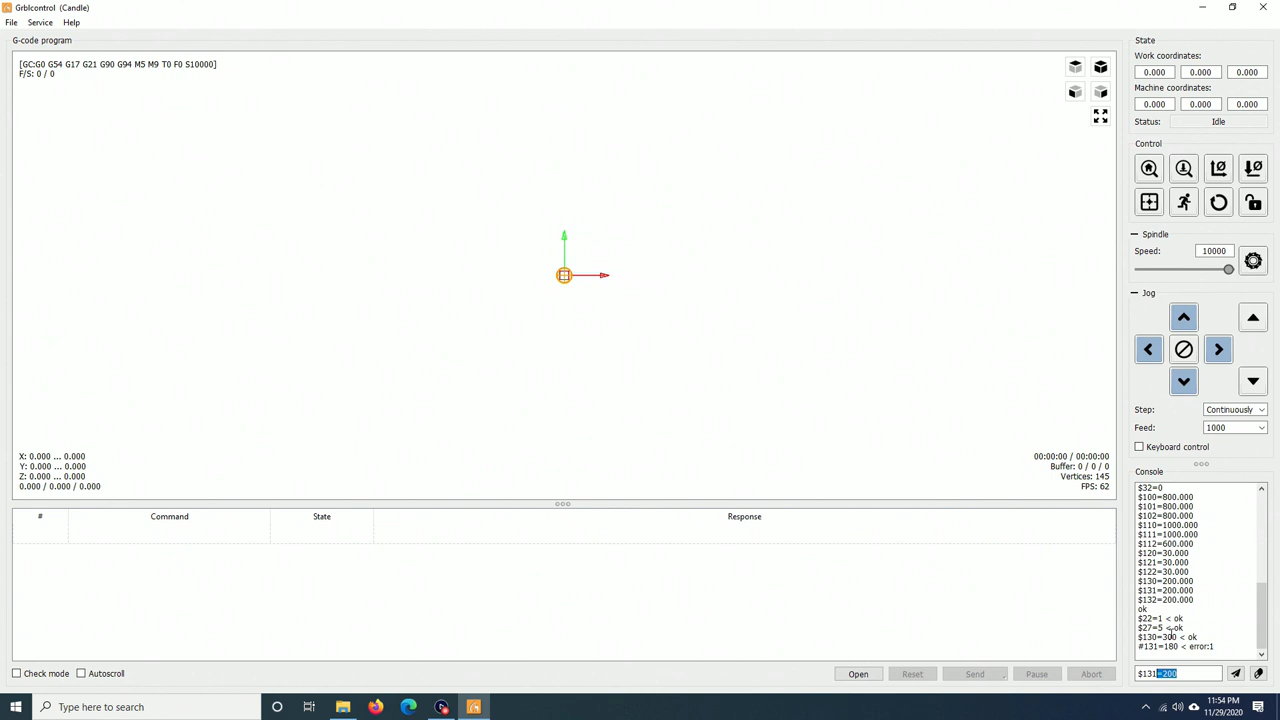 Grblcontrol (Candle)
File Service Help
G-code program
[GC:G0 G54 G17 G21 G90 G94 M5 M9 T0 F0 S10000]
F/S: 0 / 0
X: 0.000 ... 0.000
Y: 0.000 ... 0.000
Z: 0.000 ... 0.000
0.000 / 0.000 / 0.000
00:00:00 / 00:00:00
Buffer: 0 / 0 / 0
Vertices: 145
FPS: 62
# Command State Response
Check mode Autoscroll Open Reset Send Pause Abort
State
Work coordinates:
0.000 0.000 0.000
Machine coordinates:
0.000 0.000 0.000
Status: Idle
Control
Spindle
Speed: 10000
Jog
Step: Continuously
Feed: 1000
Keyboard control
Console
$32=0
$100=800.000
$101=800.000
$102=800.000
$110=1000.000
$111=1000.000
$112=600.000
$120=30.000
$121=30.000
$122=30.000
$130=200.000
$131=200.000
$132=200.000
ok
$22=1 < ok
$27=5 < ok
$130=300 < ok
#131=180 < error:1
$131=200
Type here to search
11:54 PM
11/29/2020